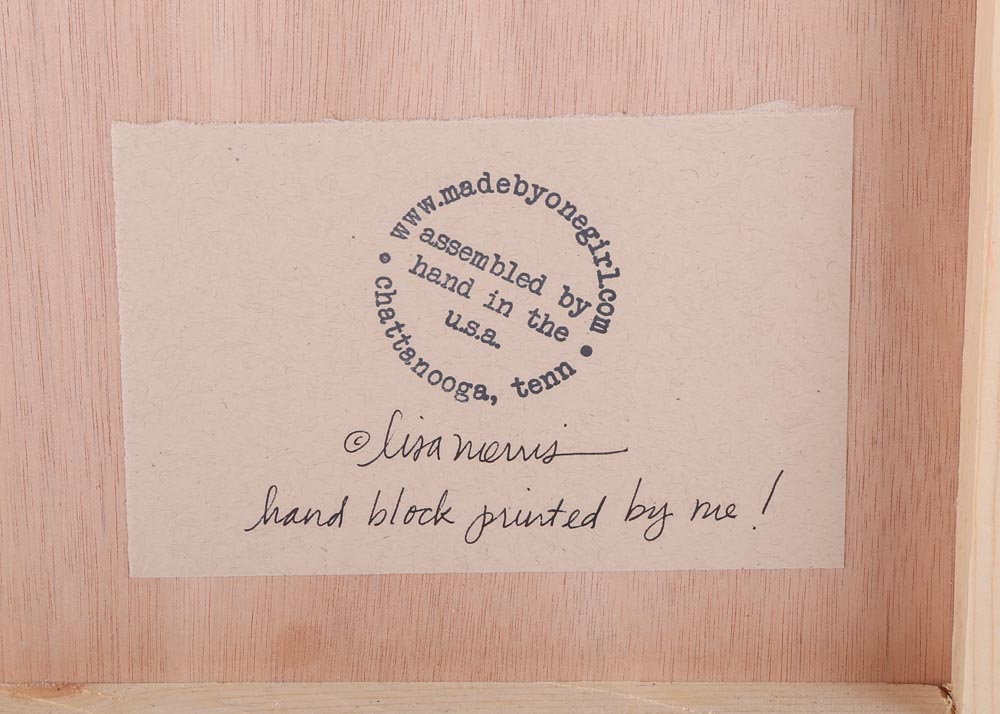 www.madebyonegirl.com
assembled by
hand in the
u.s.a.
chattanooga, tenn
© lisa norris
hand block printed by me!